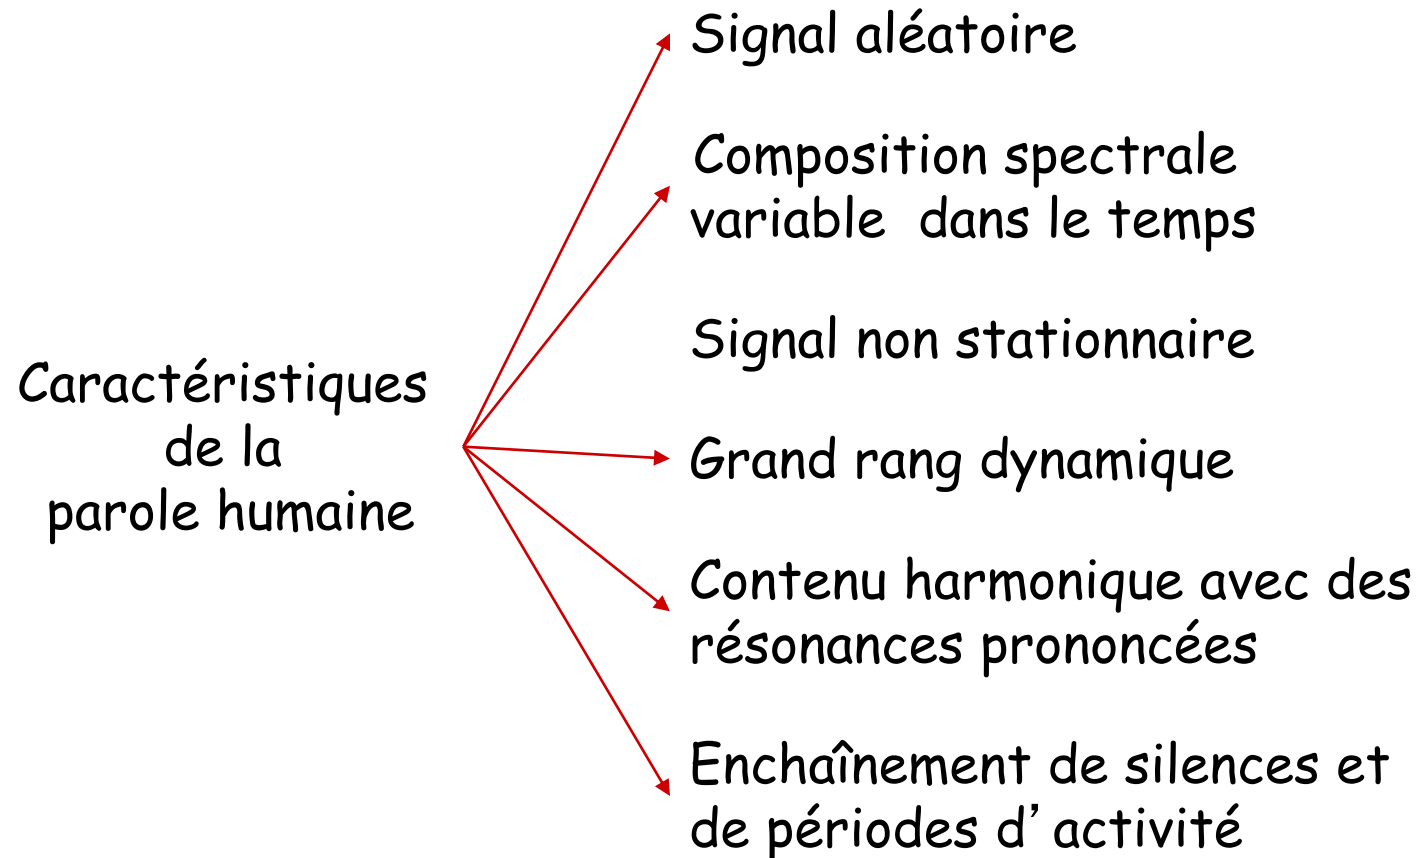 Caractéristiques
de la
parole humaine
Signal aléatoire
Composition spectrale
variable dans le temps
Signal non stationnaire
Grand rang dynamique
Contenu harmonique avec des
résonances prononcées
Enchaînement de silences et
de périodes d’activité